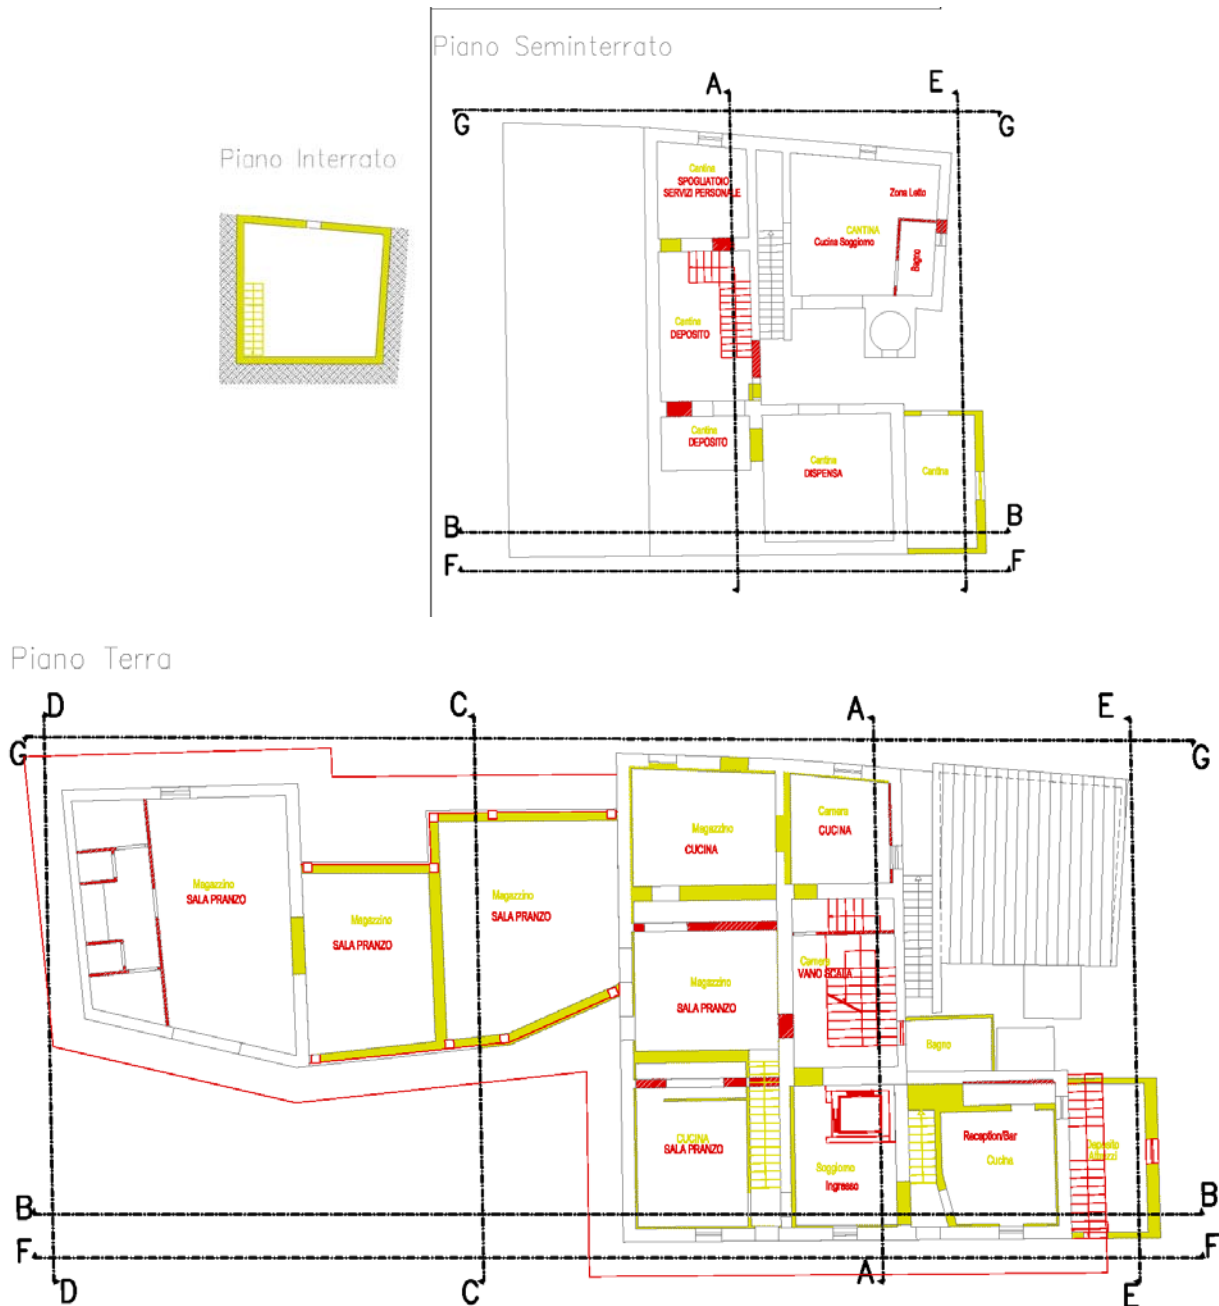 Piano Seminterrato
A
E
G
G
Piano Interrato
Cantina
SPOGLIATOIO
SERVIZI PERSONALE
Zona Letto
CANTINA
Cucina Soggiorno
Bagno
Cantina
DEPOSITO
Cantina
DEPOSITO
Cantina
DISPENSA
Cantina
B
B
F
F
Piano Terra
D
C
A
E
G
G
Magazzino
CUCINA
Camera
CUCINA
Magazzino
SALA PRANZO
Magazzino
SALA PRANZO
Magazzino
SALA PRANZO
Magazzino
SALA PRANZO
Camera
VANO SCALA
Bagno
CUCINA
SALA PRANZO
Soggiorno
Ingresso
Reception/Bar
Cucina
Deposito
Attrezzi
B
B
F
F
D
C
A
E